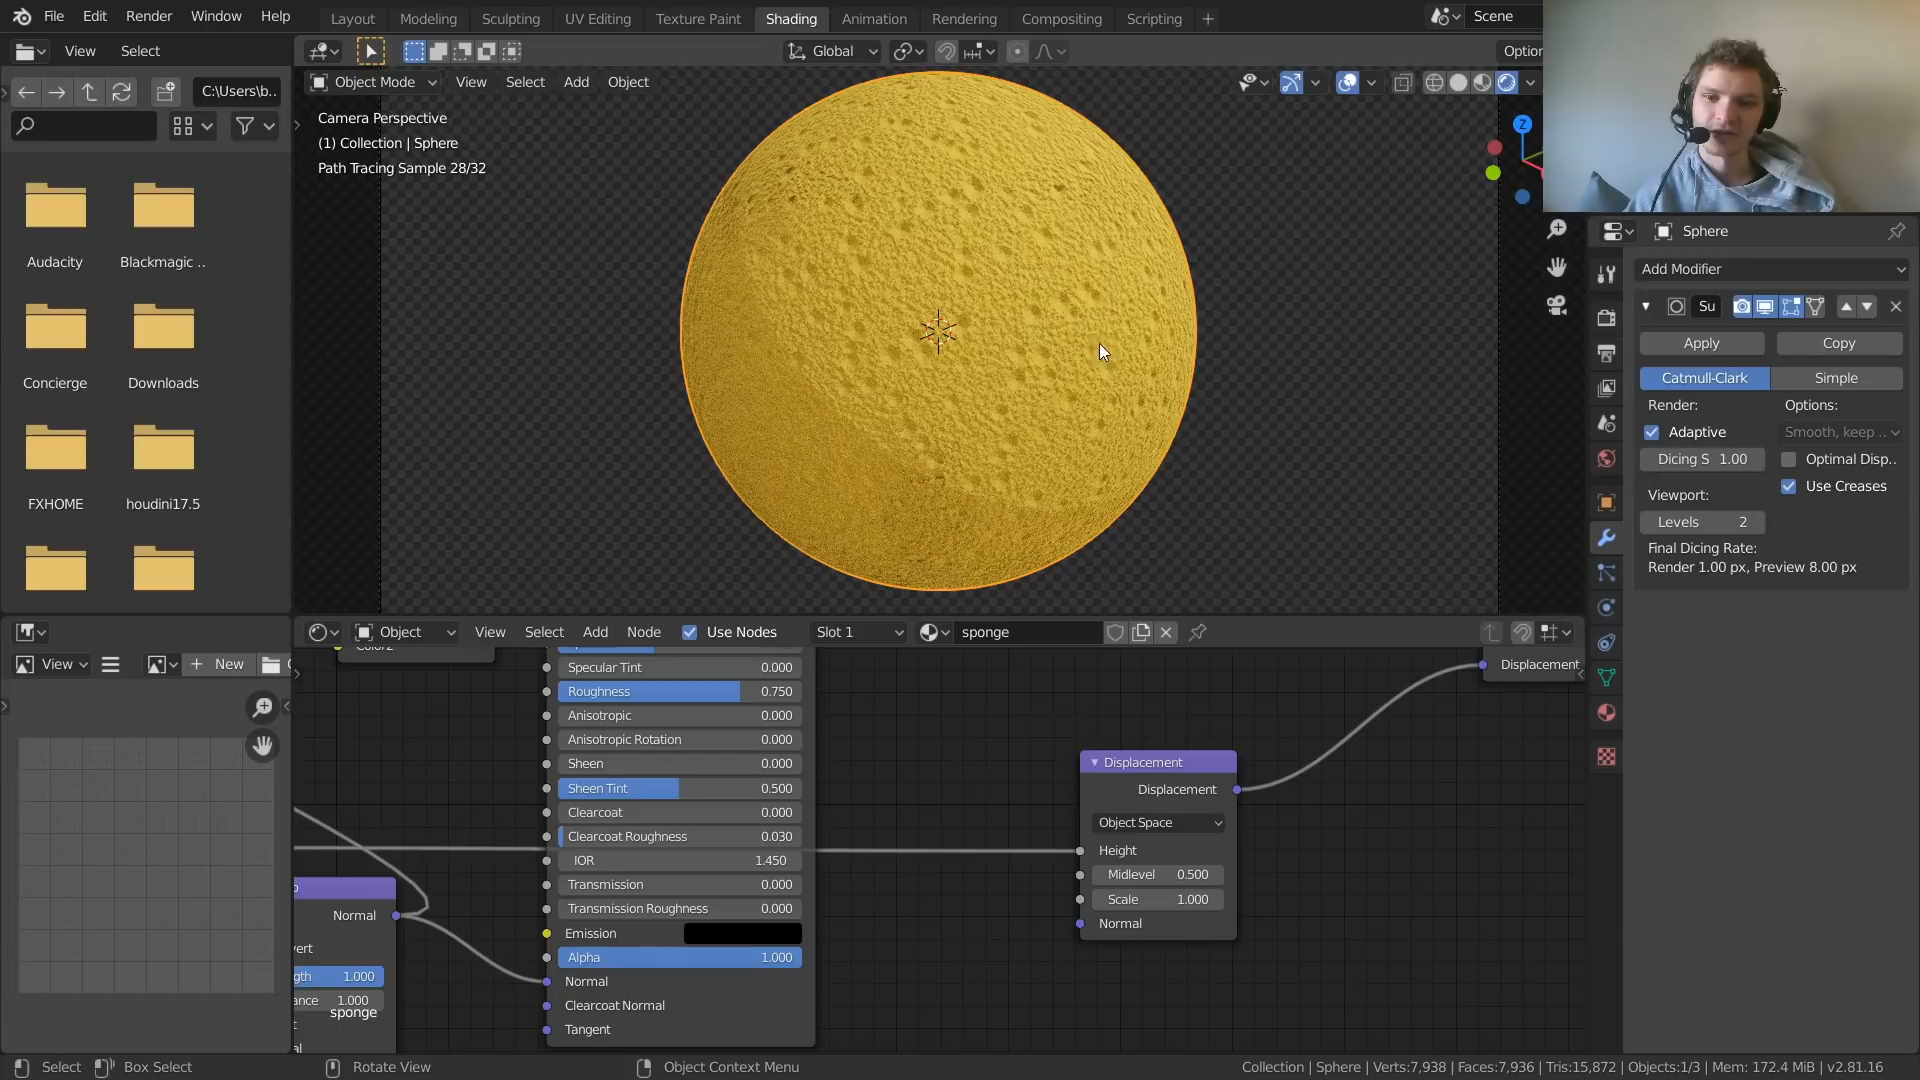 File Edit Render Window Help
Layout Modeling Sculpting UV Editing Texture Paint Shading Animation Rendering Compositing Scripting +
Scene
View Select
Global
Object Mode View Select Add Object
C:\Users\b..
Camera Perspective
(1) Collection | Sphere
Path Tracing Sample 28/32
Z
Audacity Blackmagic ..
Concierge Downloads
FXHOME houdini17.5
Sphere
Add Modifier
Su
Apply Copy
Catmull-Clark Simple
Render: Options:
Adaptive Smooth, keep ..
Dicing S 1.00 Optimal Disp..
Viewport: Use Creases
Levels 2
Final Dicing Rate:
Render 1.00 px, Preview 8.00 px
Object View Select Add Node Use Nodes Slot 1 sponge
View + New
Specular Tint 0.000
Roughness 0.750
Anisotropic 0.000
Anisotropic Rotation 0.000
Sheen 0.000
Sheen Tint 0.500
Clearcoat 0.000
Clearcoat Roughness 0.030
IOR 1.450
Transmission 0.000
Transmission Roughness 0.000
Emission
Alpha 1.000
Normal
Clearcoat Normal
Tangent
Normal
1.000
1.000
sponge
Displacement
Displacement
Object Space
Height
Midlevel 0.500
Scale 1.000
Normal
Displacement
Select Box Select Rotate View Object Context Menu
Collection | Sphere | Verts:7,938 | Faces:7,936 | Tris:15,872 | Objects:1/3 | Mem: 172.4 MiB | v2.81.16